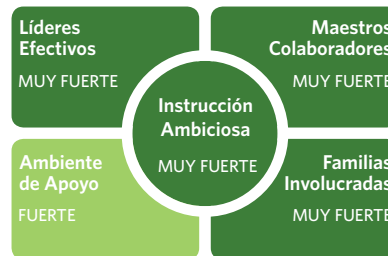 Líderes
Efectivos
MUY FUERTE
Maestros
Colaboradores
MUY FUERTE
Instrucción
Ambiciosa
MUY FUERTE
Ambiente
de Apoyo
FUERTE
Familias
Involucradas
MUY FUERTE